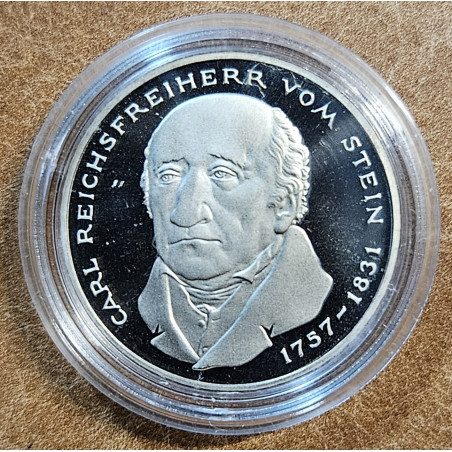 CARL REICHSFREIHERR VOM STEIN 1757-1831